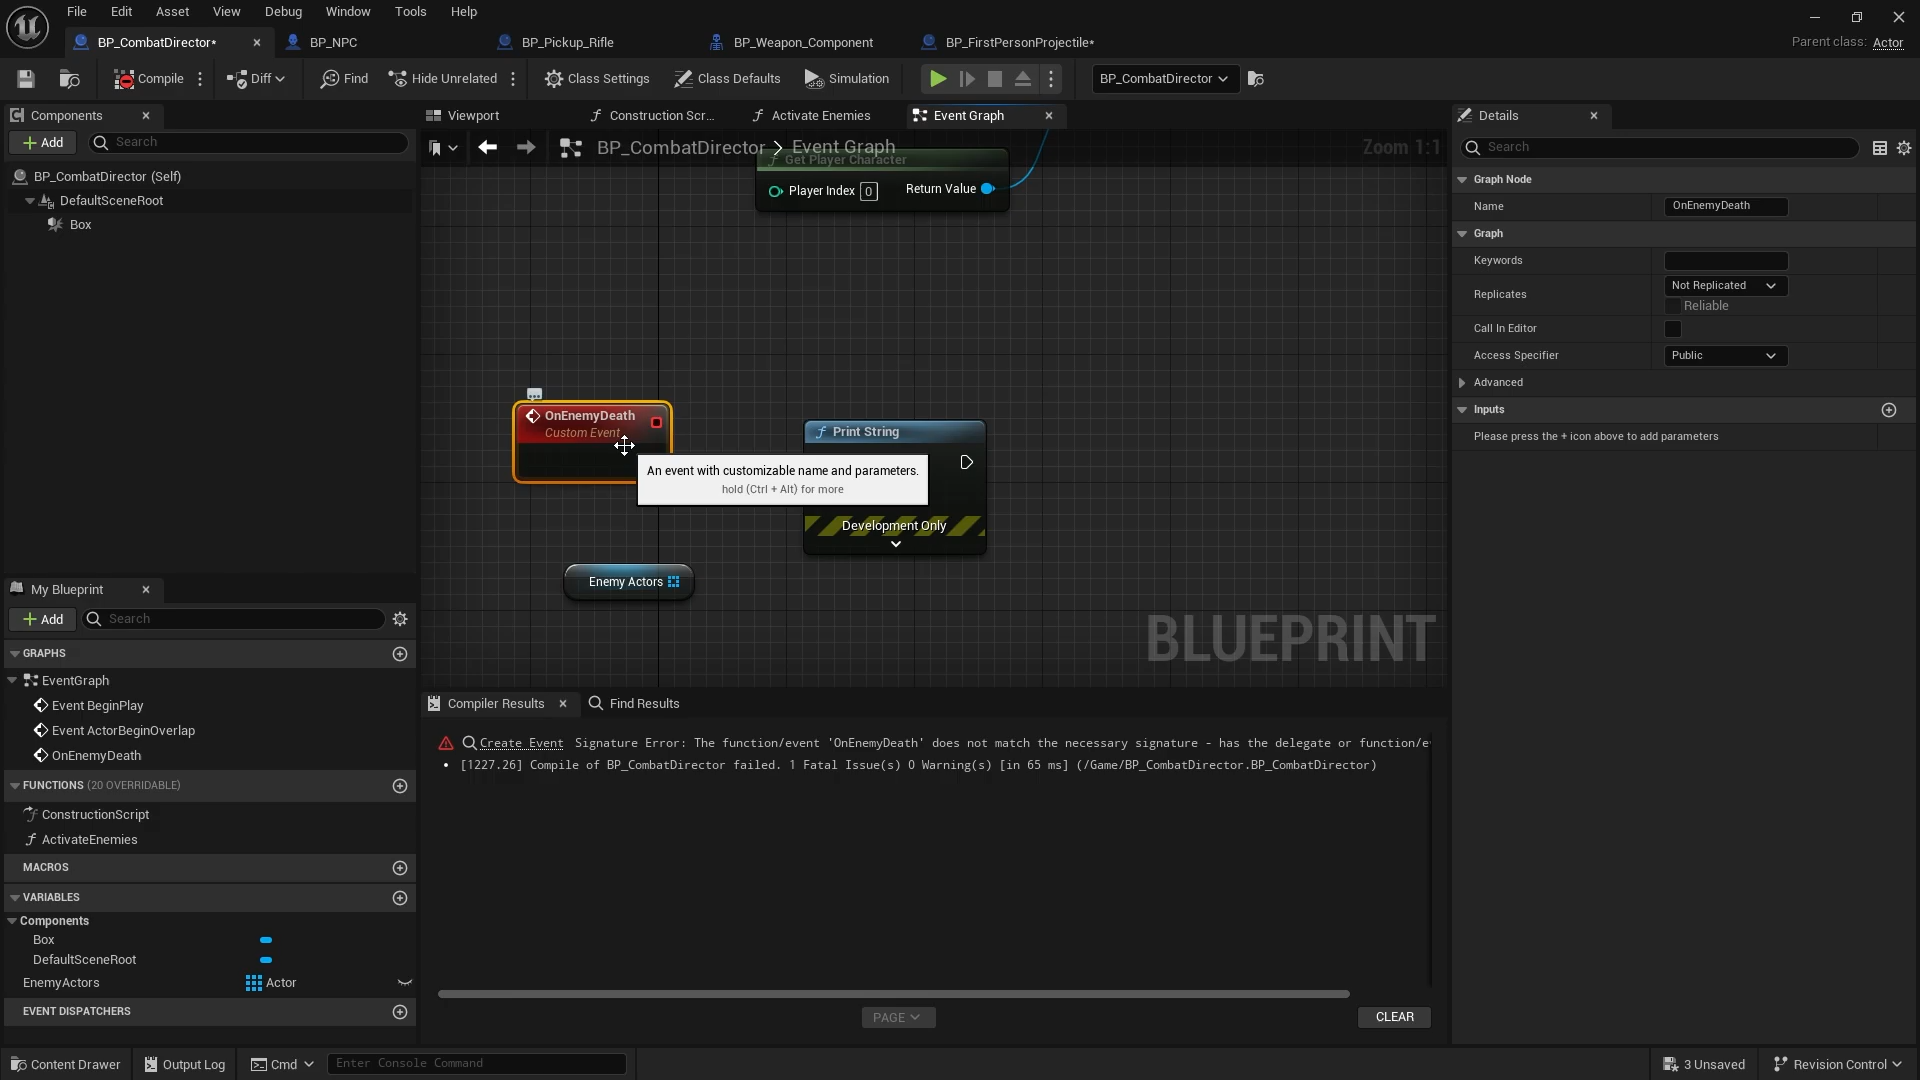 File Edit Asset View Debug Window Tools Help
BP_CombatDirector* BP_NPC BP_Pickup_Rifle BP_Weapon_Component BP_FirstPersonProjectile* Parent class: Actor
Compile Diff Find Hide Unrelated Class Settings Class Defaults Simulation BP_CombatDirector
Components
Add Search
BP_CombatDirector (Self)
DefaultSceneRoot
Box
My Blueprint
Add Search
GRAPHS
EventGraph
Event BeginPlay
Event ActorBeginOverlap
OnEnemyDeath
FUNCTIONS (20 OVERRIDABLE)
ConstructionScript
ActivateEnemies
MACROS
VARIABLES
Components
Box
DefaultSceneRoot
EnemyActors Actor
EVENT DISPATCHERS
Viewport Construction Scr... Activate Enemies Event Graph
BP_CombatDirector > Event Graph Zoom 1:1
Get Player Character
Player Index 0 Return Value
OnEnemyDeath
Custom Event
Print String
An event with customizable name and parameters.
hold (Ctrl + Alt) for more
Development Only
Enemy Actors
BLUEPRINT
Compiler Results Find Results
Create Event Signature Error: The function/event 'OnEnemyDeath' does not match the necessary signature - has the delegate or function/e
[1227.26] Compile of BP_CombatDirector failed. 1 Fatal Issue(s) 0 Warning(s) [in 65 ms] (/Game/BP_CombatDirector.BP_CombatDirector)
PAGE CLEAR
Details
Search
Graph Node
Name OnEnemyDeath
Graph
Keywords
Replicates Not Replicated
Reliable
Call In Editor
Access Specifier Public
Advanced
Inputs
Please press the + icon above to add parameters
Content Drawer Output Log Cmd Enter Console Command 3 Unsaved Revision Control